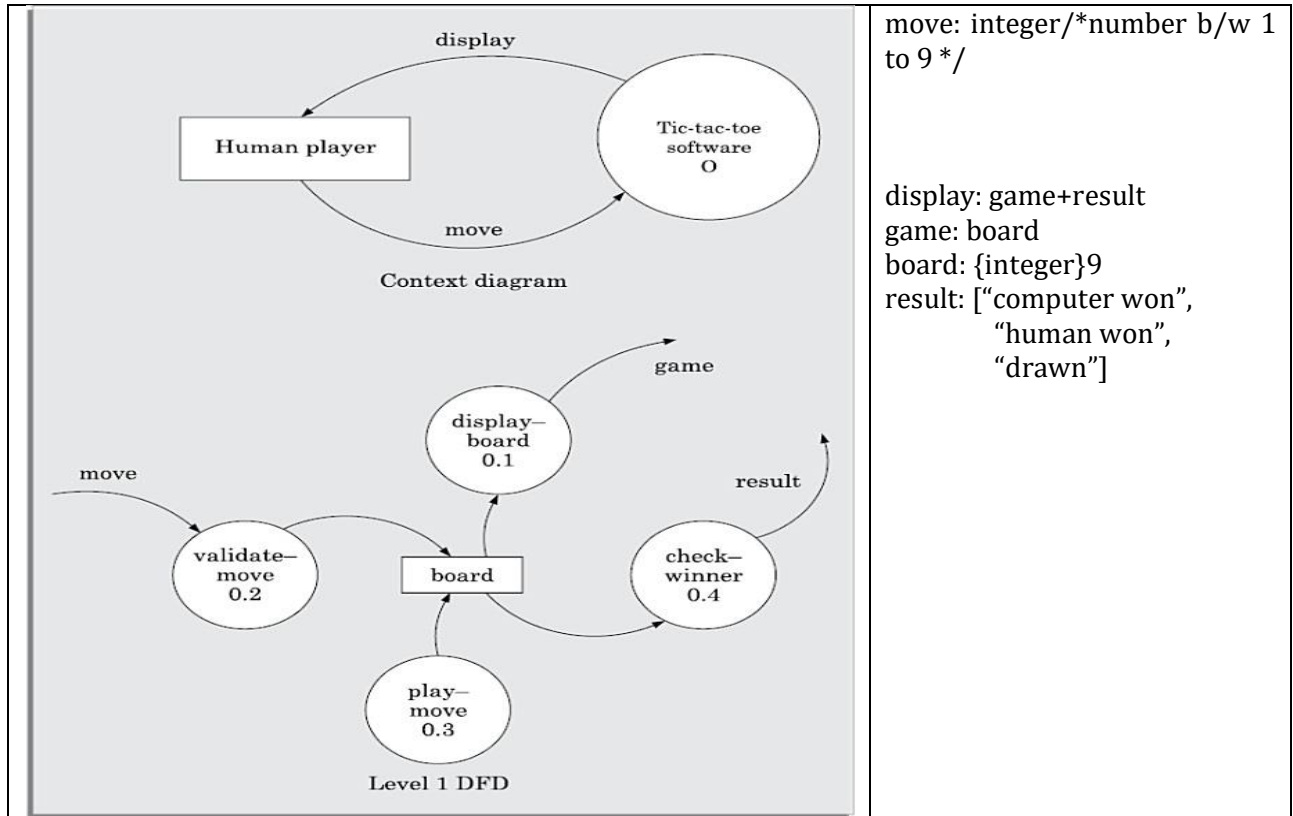 display
Human player
Tic-tac-toe
software
O
move
Context diagram
game
display–
board
0.1
move
result
validate–
move
0.2
board
check–
winner
0.4
play–
move
0.3
Level 1 DFD
move: integer/*number b/w 1
to 9 */
display: game+result
game: board
board: {integer}9
result: [“computer won”,
“human won”,
“drawn”]